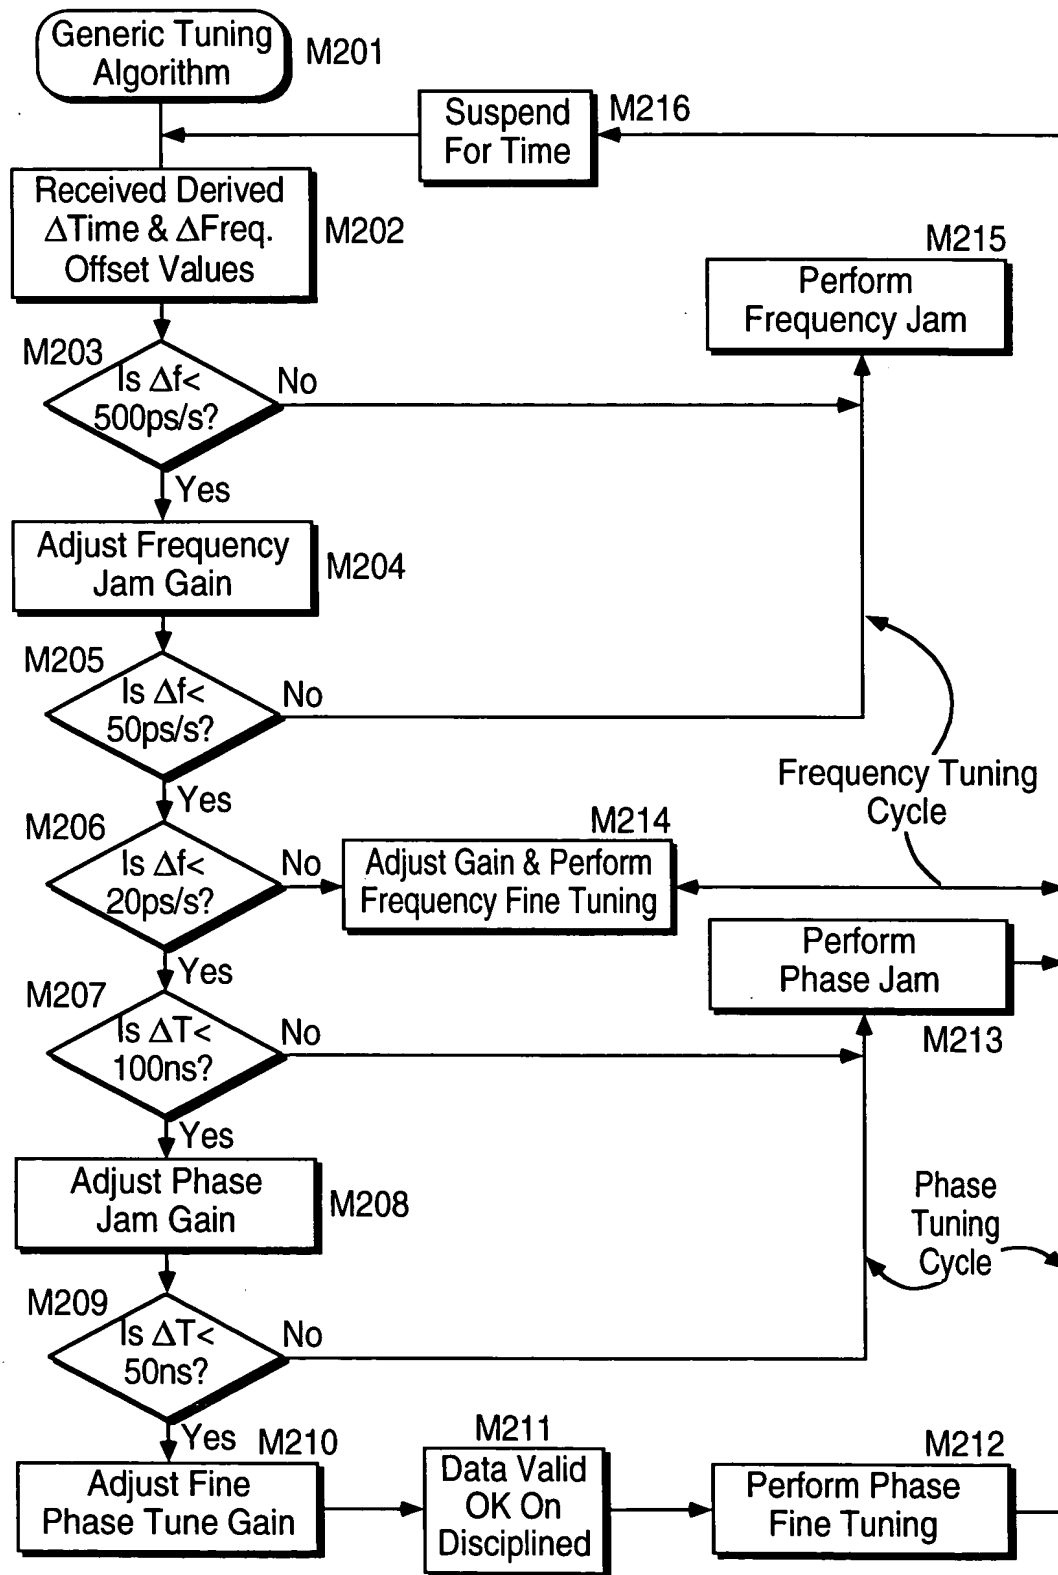 Generic Tuning
Algorithm
M201
Suspend
For Time
M216
Received Derived
ΔTime & ΔFreq.
Offset Values
M202
M215
Perform
Frequency Jam
M203
Is Δf<
500ps/s?
No
Yes
Adjust Frequency
Jam Gain
M204
M205
Is Δf<
50ps/s?
No
Yes
Frequency Tuning
Cycle
M206
Is Δf<
20ps/s?
No
M214
Adjust Gain & Perform
Frequency Fine Tuning
Yes
Perform
Phase Jam
M213
M207
Is ΔT<
100ns?
No
Yes
Adjust Phase
Jam Gain
M208
Phase
Tuning
Cycle
M209
Is ΔT<
50ns?
No
Yes
M210
Adjust Fine
Phase Tune Gain
M211
Data Valid
OK On
Disciplined
M212
Perform Phase
Fine Tuning